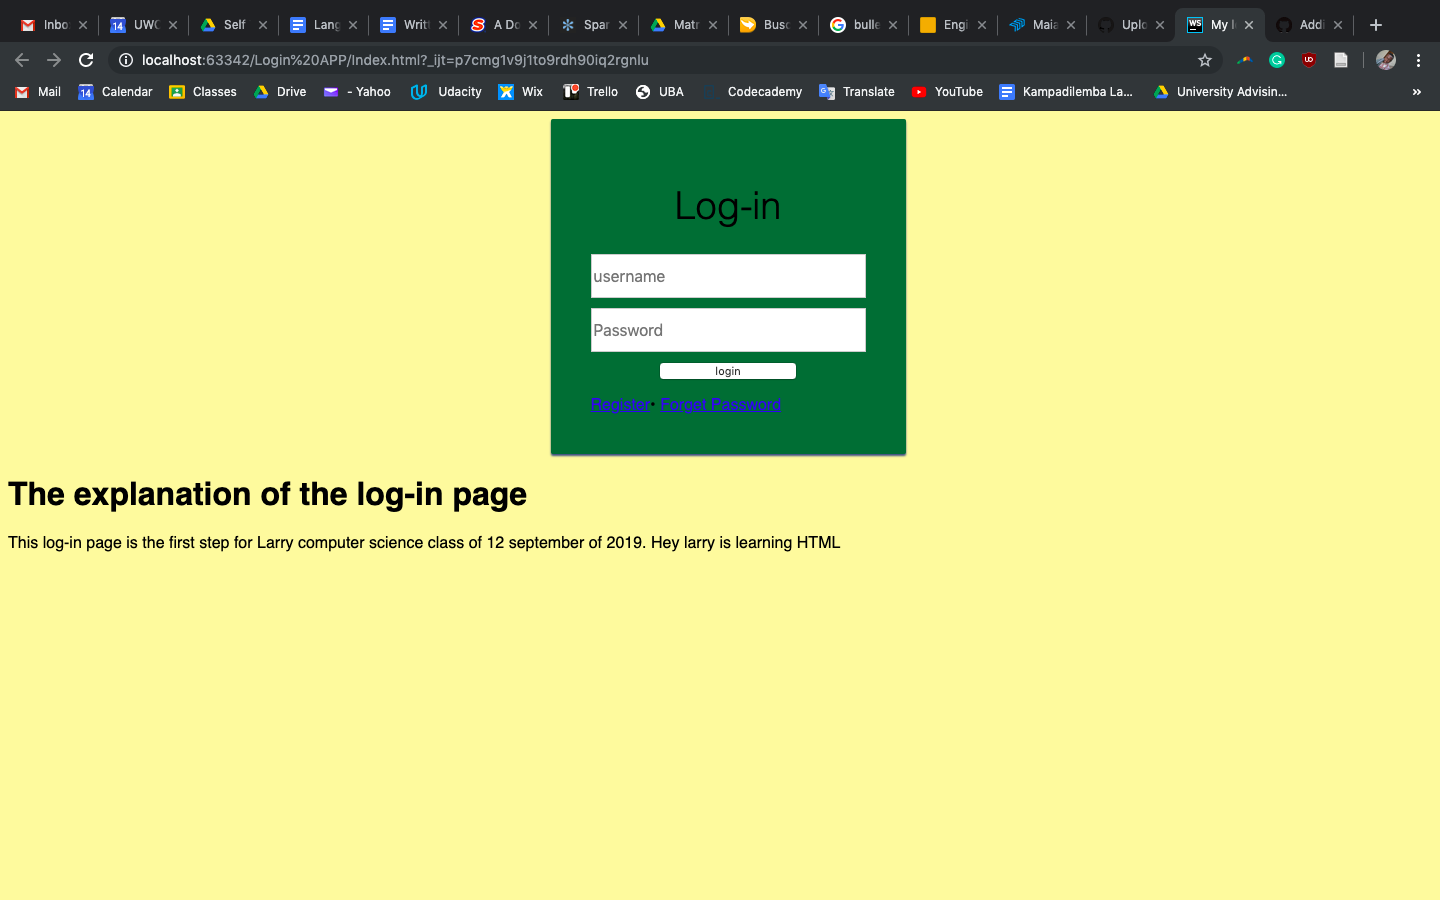 Inbo UWC Self Lang Writt A Do Spar Matr Busc bulle Engi Maia Uplo My l Addi
localhost:63342/Login%20APP/Index.html?_ijt=p7cmg1v9j1to9rdh90iq2rgnlu
Mail Calendar Classes Drive - Yahoo Udacity Wix Trello UBA Codecademy Translate YouTube Kampadilemba La... University Advisin... »
Log-in
username
Password
login
Register• Forget Password
The explanation of the log-in page
This log-in page is the first step for Larry computer science class of 12 september of 2019. Hey larry is learning HTML